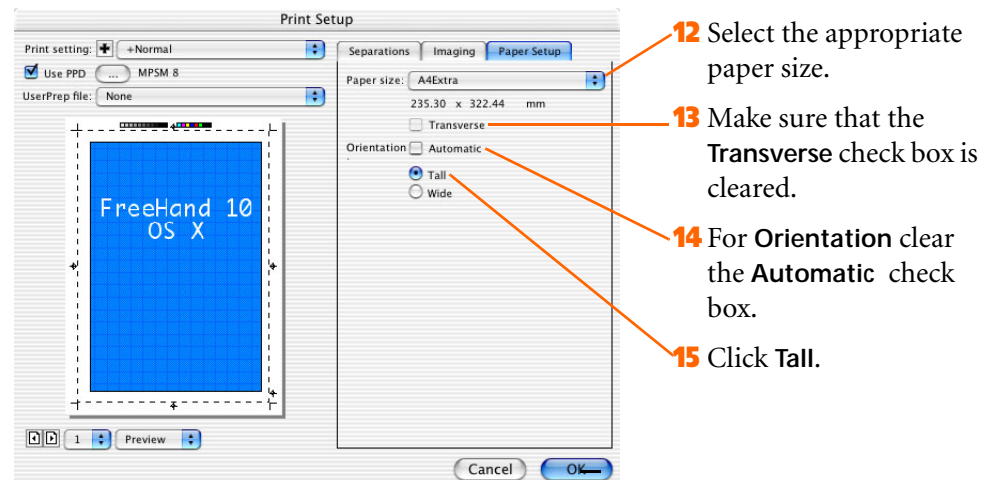 Print Setup
Print setting: +Normal
Use PPD ... MPSM 8
UserPrep file: None
FreeHand 10
OS X
1 Preview
Separations Imaging Paper Setup
Paper size: A4Extra
235.30 x 322.44 mm
Transverse
Orientation Automatic
Tall
Wide
Cancel OK
12 Select the appropriate
paper size.
13 Make sure that the
Transverse check box is
cleared.
14 For Orientation clear
the Automatic check
box.
15 Click Tall.